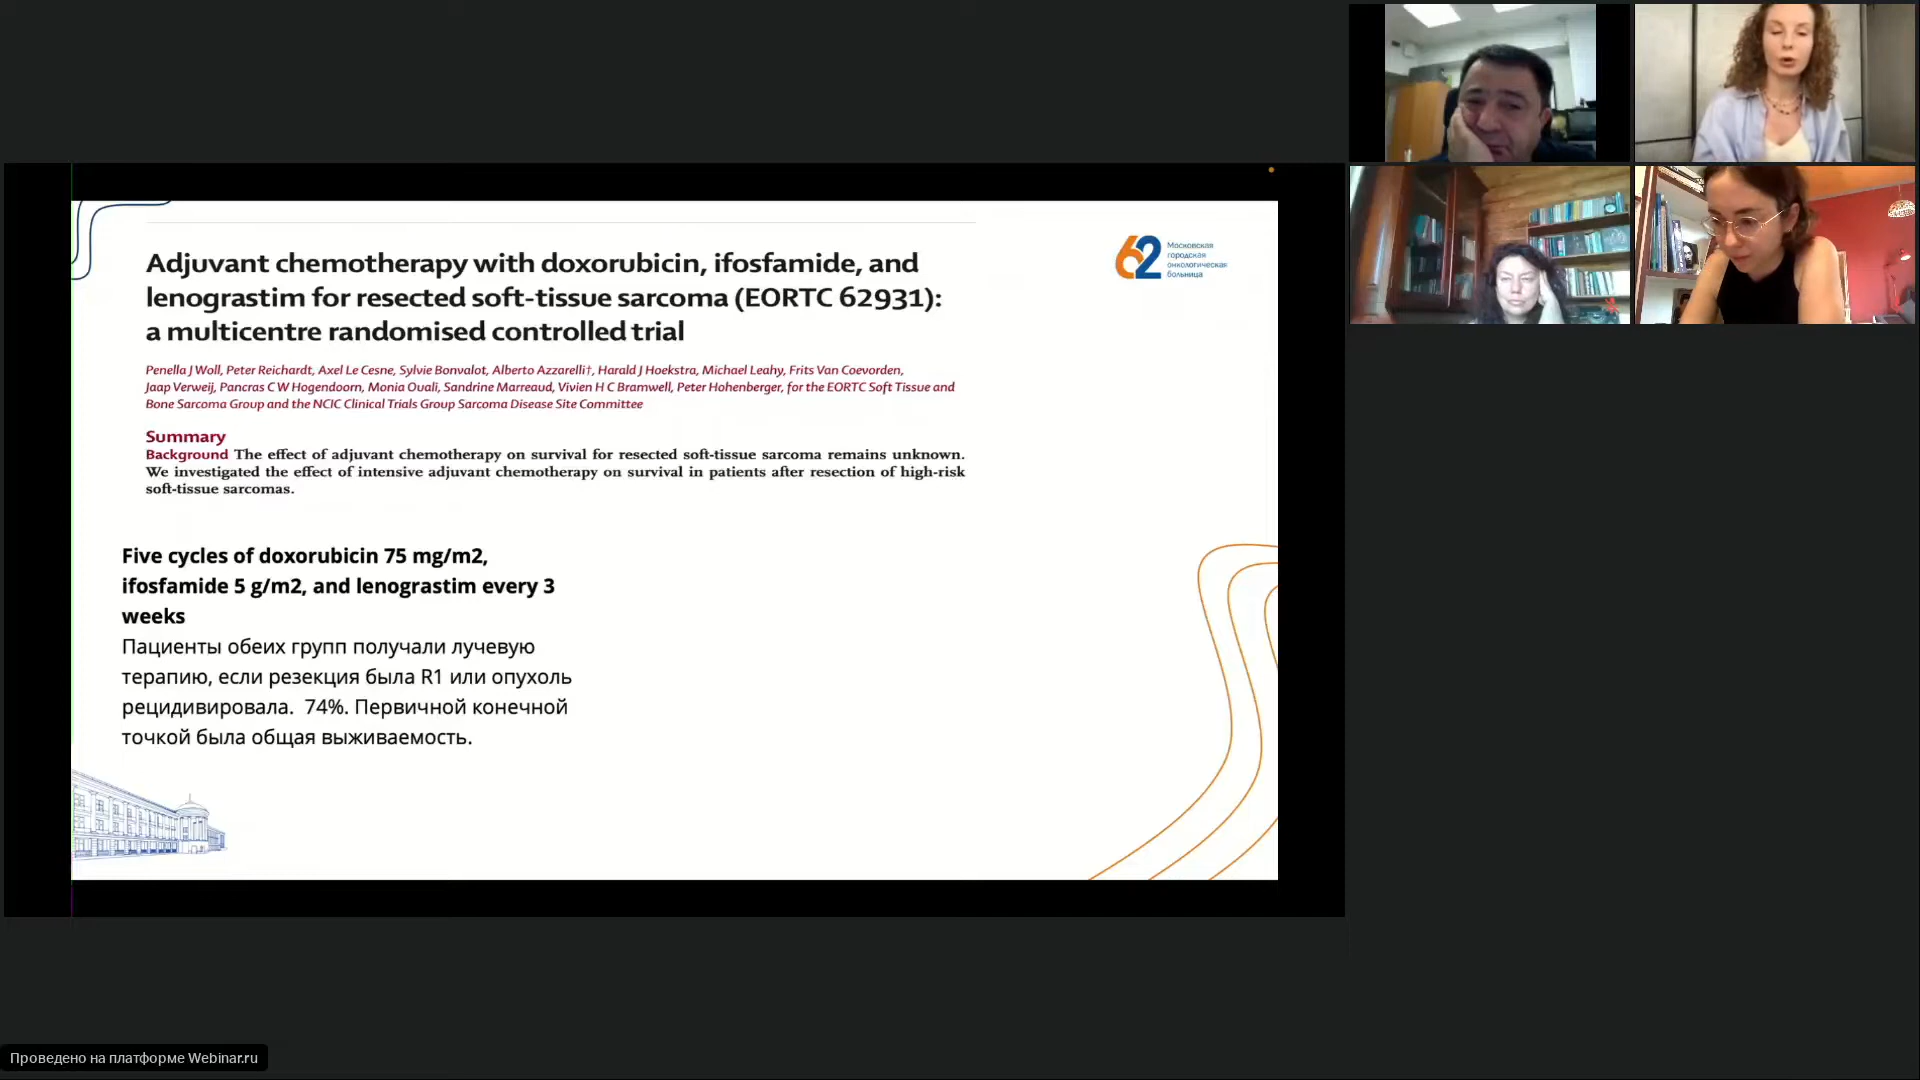 Adjuvant chemotherapy with doxorubicin, ifosfamide, and
lenograstim for resected soft-tissue sarcoma (EORTC 62931):
a multicentre randomised controlled trial
Penella J Woll, Peter Reichardt, Axel Le Cesne, Sylvie Bonvalot, Alberto Azzarelli†, Harald J Hoekstra, Michael Leahy, Frits Van Coevorden,
Jaap Verweij, Pancras C W Hogendoorn, Monia Ouali, Sandrine Marreaud, Vivien H C Bramwell, Peter Hohenberger, for the EORTC Soft Tissue and
Bone Sarcoma Group and the NCIC Clinical Trials Group Sarcoma Disease Site Committee
Summary
Background The effect of adjuvant chemotherapy on survival for resected soft-tissue sarcoma remains unknown.
We investigated the effect of intensive adjuvant chemotherapy on survival in patients after resection of high-risk
soft-tissue sarcomas.
62
Московская
городская
онкологическая
больница
Five cycles of doxorubicin 75 mg/m2,
ifosfamide 5 g/m2, and lenograstim every 3
weeks
Пациенты обеих групп получали лучевую
терапию, если резекция была R1 или опухоль
рецидивировала. 74%. Первичной конечной
точкой была общая выживаемость.
Проведено на платформе Webinar.ru